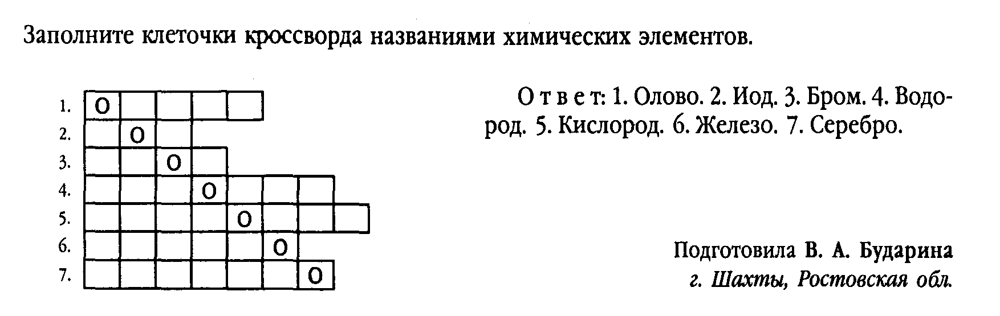 Заполните клеточки кроссворда названиями химических элементов.
1. О
2. О
3. О
4. О
5. О
6. О
7. О
О т в е т: 1. Олово. 2. Иод. 3. Бром. 4. Водо-
род. 5. Кислород. 6. Железо. 7. Серебро.
Подготовила В. А. Бударина
г. Шахты, Ростовская обл.